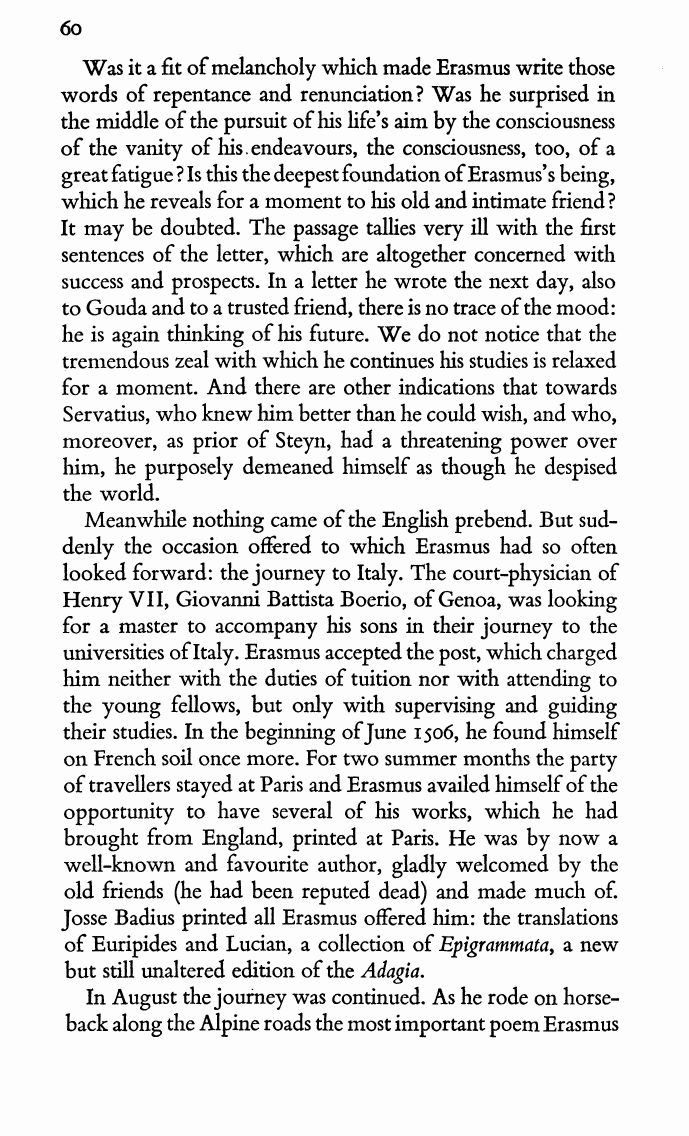 60
Was it a fit of melancholy which made Erasmus write those
words of repentance and renunciation? Was he surprised in
the middle of the pursuit of his life's aim by the consciousness
of the vanity of his endeavours, the consciousness, too, of a
great fatigue? Is this the deepest foundation of Erasmus's being,
which he reveals for a moment to his old and intimate friend?
It may be doubted. The passage tallies very ill with the first
sentences of the letter, which are altogether concerned with
success and prospects. In a letter he wrote the next day, also
to Gouda and to a trusted friend, there is no trace of the mood:
he is again thinking of his future. We do not notice that the
tremendous zeal with which he continues his studies is relaxed
for a moment. And there are other indications that towards
Servatius, who knew him better than he could wish, and who,
moreover, as prior of Steyn, had a threatening power over
him, he purposely demeaned himself as though he despised
the world.
Meanwhile nothing came of the English prebend. But sud-
denly the occasion offered to which Erasmus had so often
looked forward: the journey to Italy. The court-physician of
Henry VII, Giovanni Battista Boerio, of Genoa, was looking
for a master to accompany his sons in their journey to the
universities of Italy. Erasmus accepted the post, which charged
him neither with the duties of tuition nor with attending to
the young fellows, but only with supervising and guiding
their studies. In the beginning of June 1506, he found himself
on French soil once more. For two summer months the party
of travellers stayed at Paris and Erasmus availed himself of the
opportunity to have several of his works, which he had
brought from England, printed at Paris. He was by now a
well-known and favourite author, gladly welcomed by the
old friends (he had been reputed dead) and made much of.
Josse Badius printed all Erasmus offered him: the translations
of Euripides and Lucian, a collection of Epigrammata, a new
but still unaltered edition of the Adagia.
In August the journey was continued. As he rode on horse-
back along the Alpine roads the most important poem Erasmus